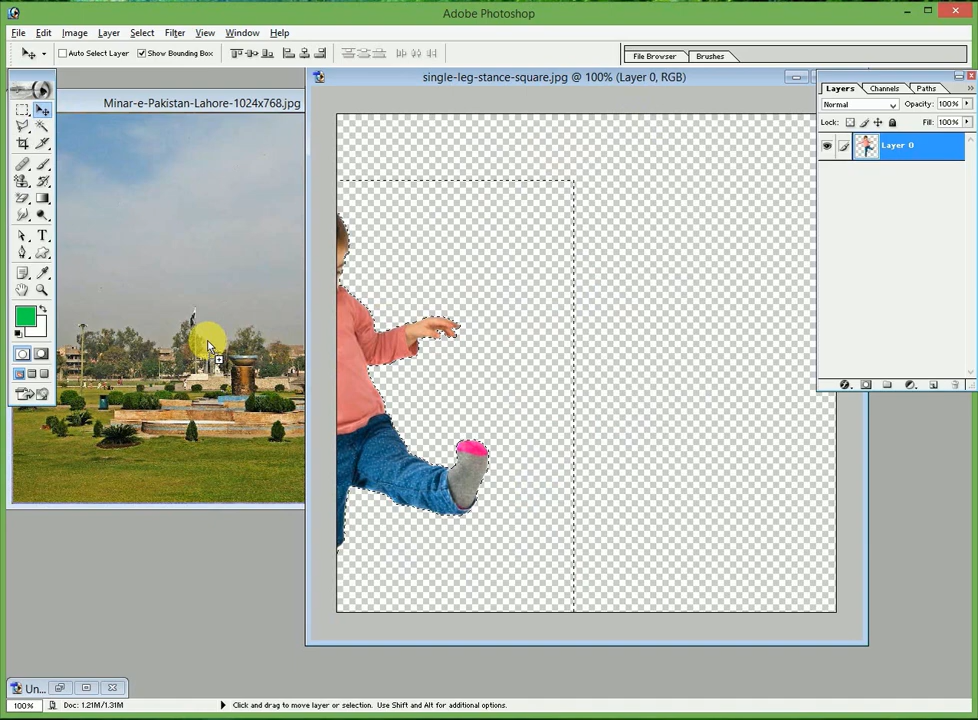 Adobe Photoshop
File Edit Image Layer Select Filter View Window Help
Auto Select Layer Show Bounding Box File Browser Brushes
single-leg-stance-square.jpg @ 100% (Layer 0, RGB)
Minar-e-Pakistan-Lahore-1024x768.jpg
Layers Channels Paths
Normal Opacity: 100%
Lock: Fill: 100%
Layer 0
T
Un...
100% Doc: 1.21M/1.31M Click and drag to move layer or selection. Use Shift and Alt for additional options.